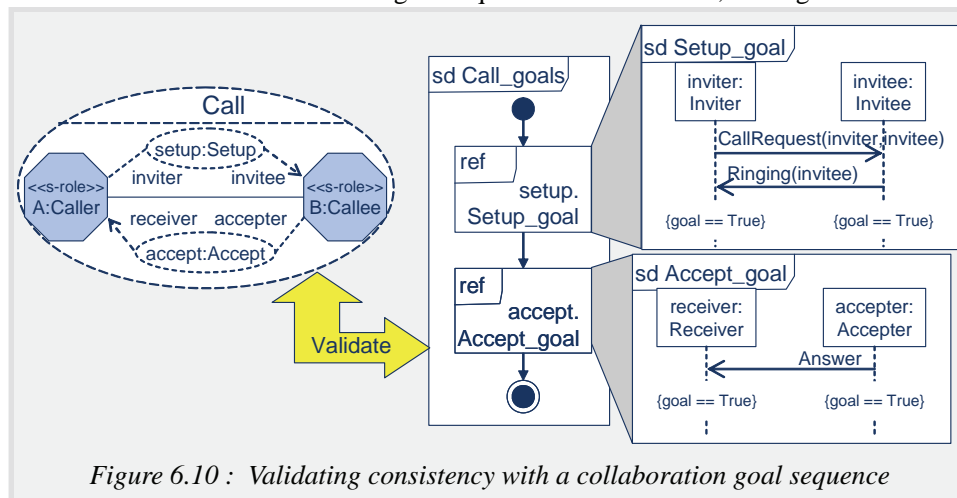 Call
setup:Setup
inviter invitee
<<s-role>>
A:Caller
<<s-role>>
B:Callee
receiver accepter
accept:Accept
Validate
sd Call_goals
ref
setup.
Setup_goal
ref
accept.
Accept_goal
sd Setup_goal
inviter:
Inviter
invitee:
Invitee
CallRequest(inviter,invitee)
Ringing(invitee)
{goal == True} {goal == True}
sd Accept_goal
receiver:
Receiver
accepter:
Accepter
Answer
{goal == True} {goal == True}
Figure 6.10 : Validating consistency with a collaboration goal sequence